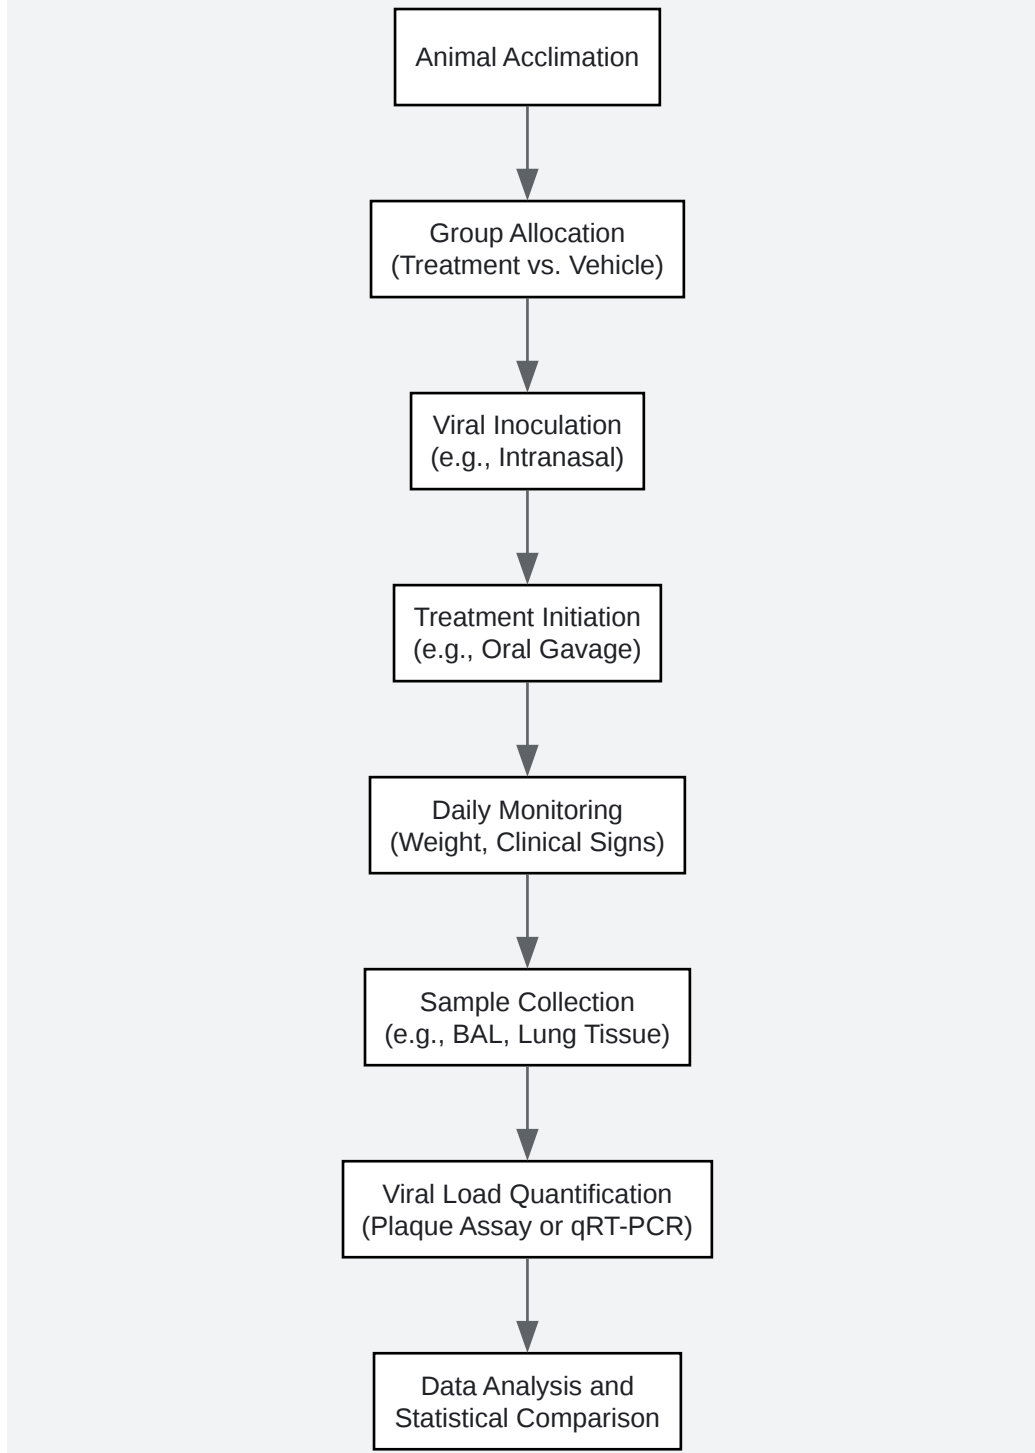 Animal Acclimation
Group Allocation
(Treatment vs. Vehicle)
Viral Inoculation
(e.g., Intranasal)
Treatment Initiation
(e.g., Oral Gavage)
Daily Monitoring
(Weight, Clinical Signs)
Sample Collection
(e.g., BAL, Lung Tissue)
Viral Load Quantification
(Plaque Assay or qRT-PCR)
Data Analysis and
Statistical Comparison